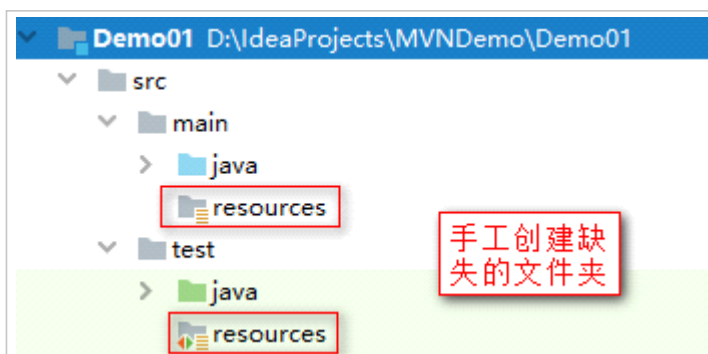 Demo01 D:\IdeaProjects\MVNDemo\Demo01
src
main
java
resources
手工创建缺
失的文件夹
test
java
resources